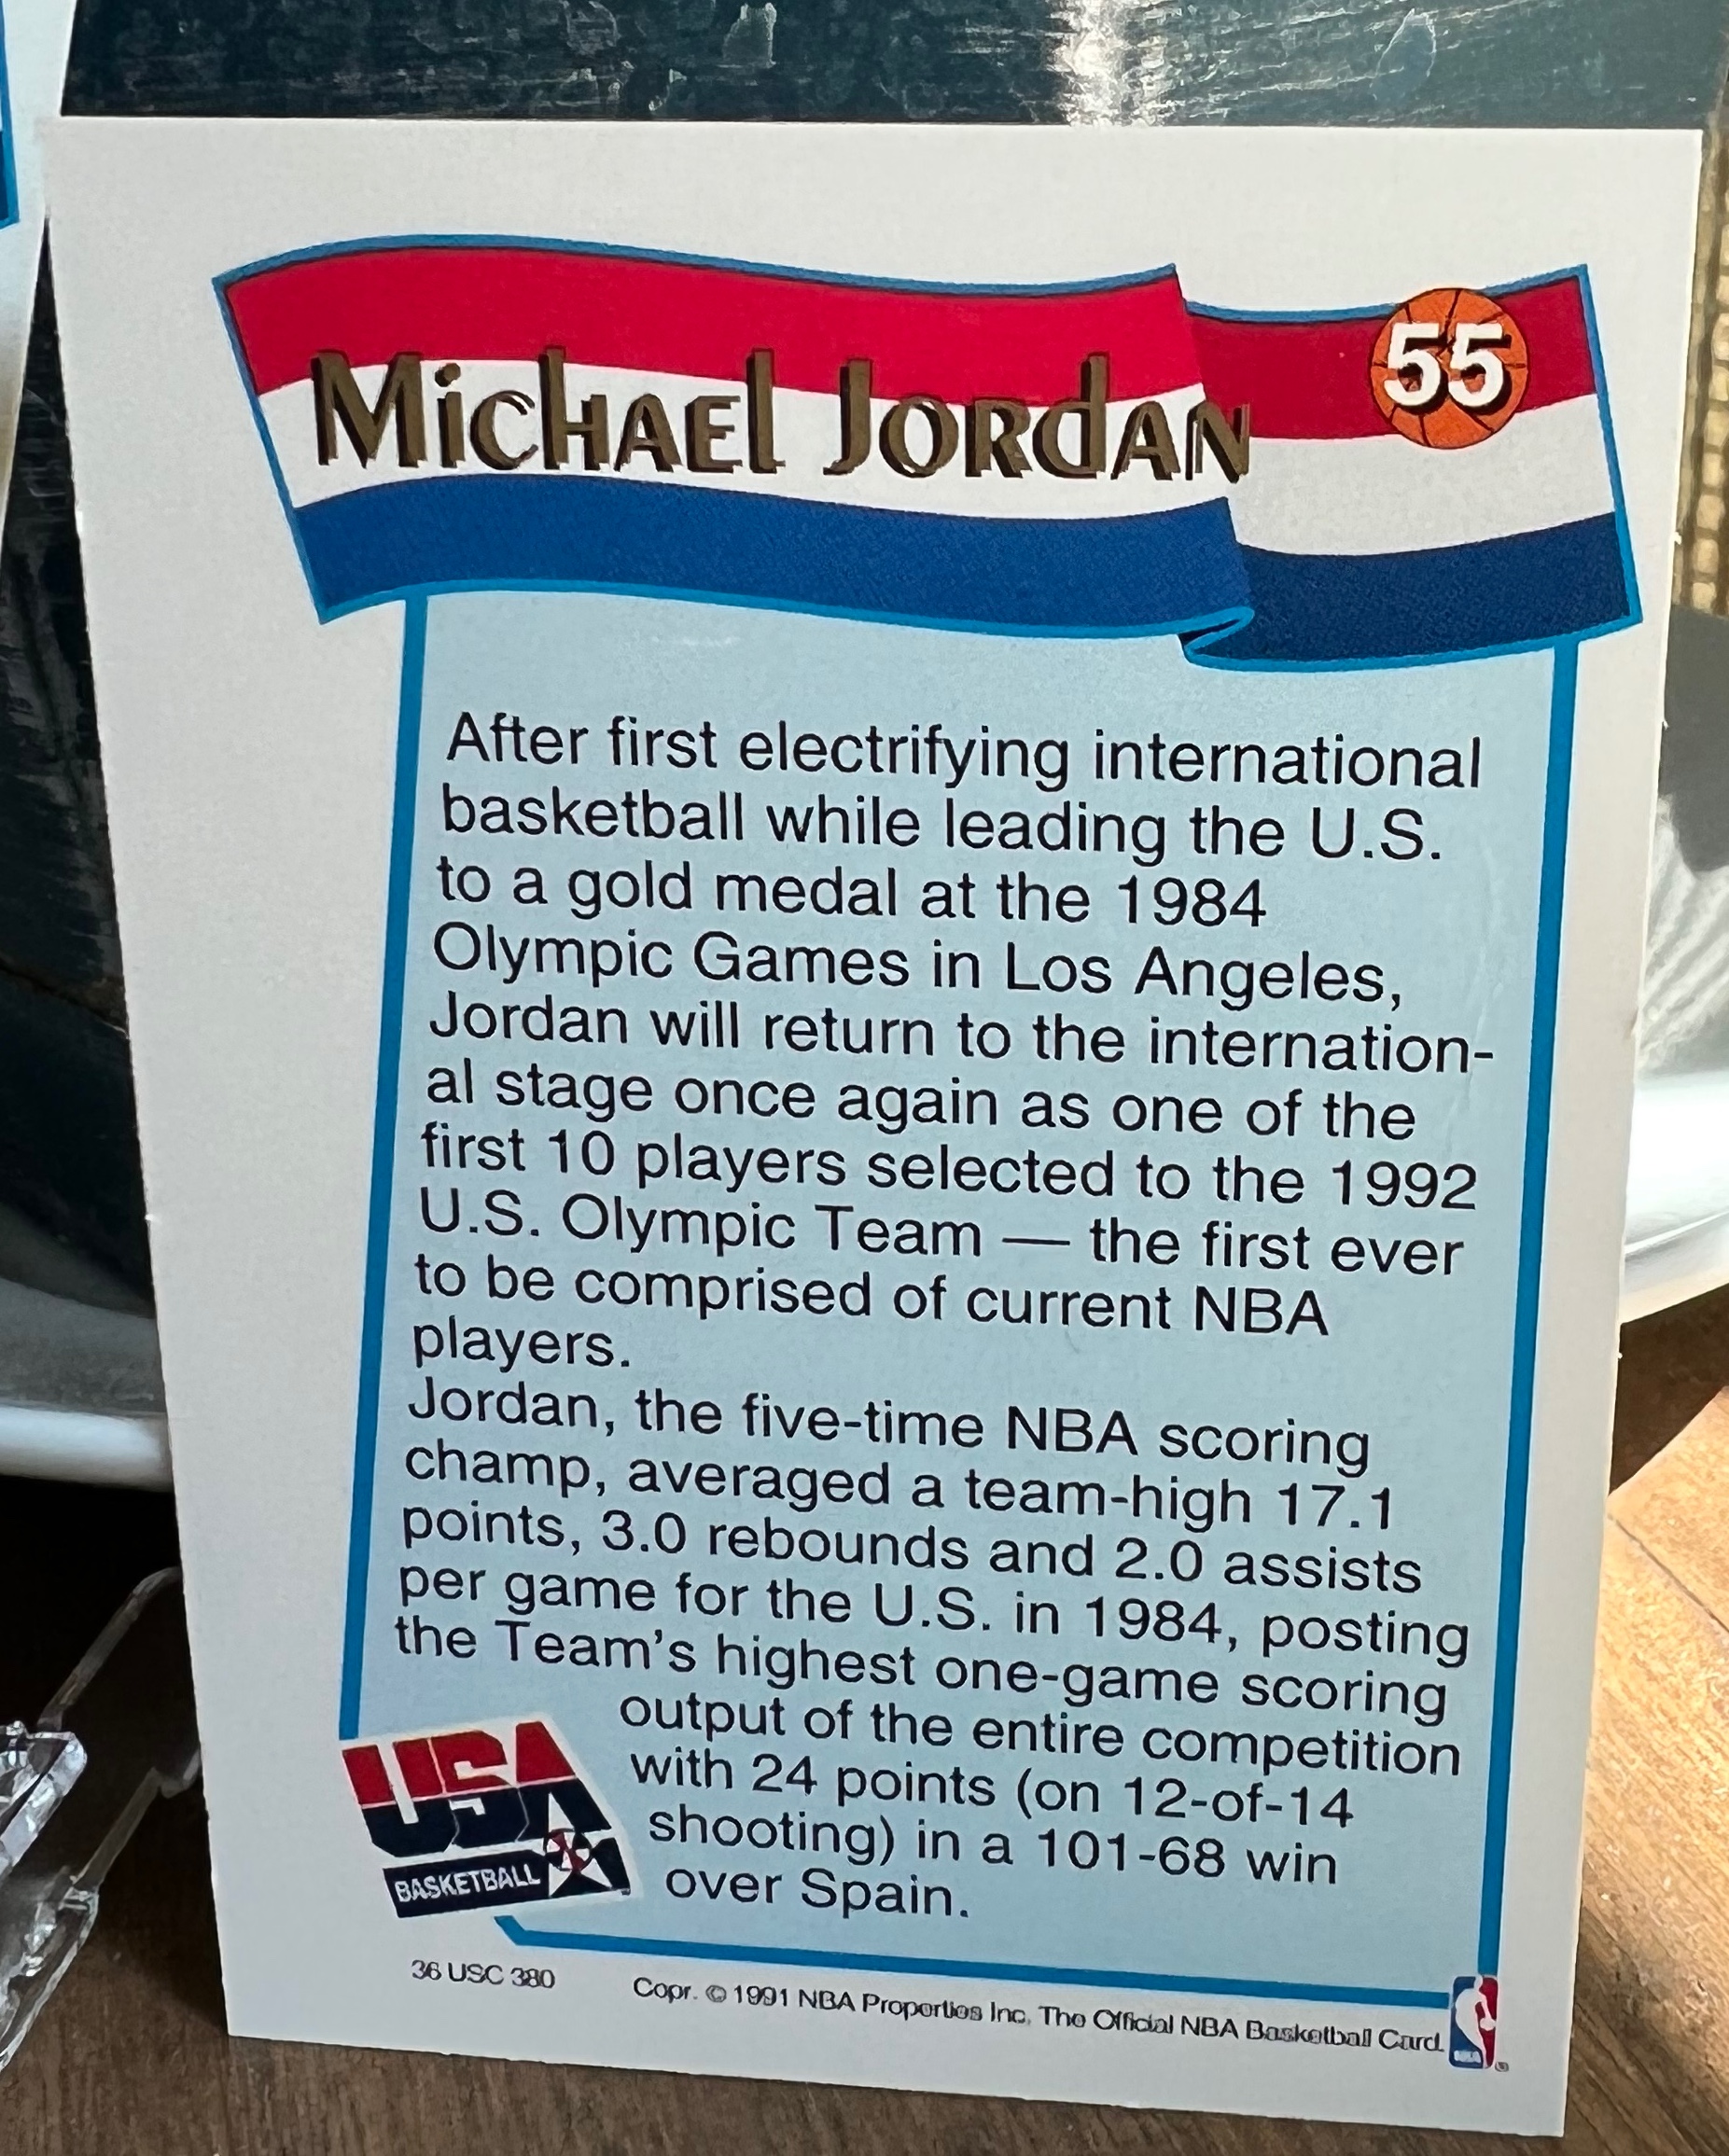 Michael Jordan
55
After first electrifying international
basketball while leading the U.S.
to a gold medal at the 1984
Olympic Games in Los Angeles,
Jordan will return to the internation-
al stage once again as one of the
first 10 players selected to the 1992
U.S. Olympic Team — the first ever
to be comprised of current NBA
players.
Jordan, the five-time NBA scoring
champ, averaged a team-high 17.1
points, 3.0 rebounds and 2.0 assists
per game for the U.S. in 1984, posting
the Team's highest one-game scoring
output of the entire competition
with 24 points (on 12-of-14
shooting) in a 101-68 win
over Spain.
USA
BASKETBALL
36 USC 380
Copr. © 1991 NBA Properties Inc. The Official NBA Basketball Card.
NBA ®